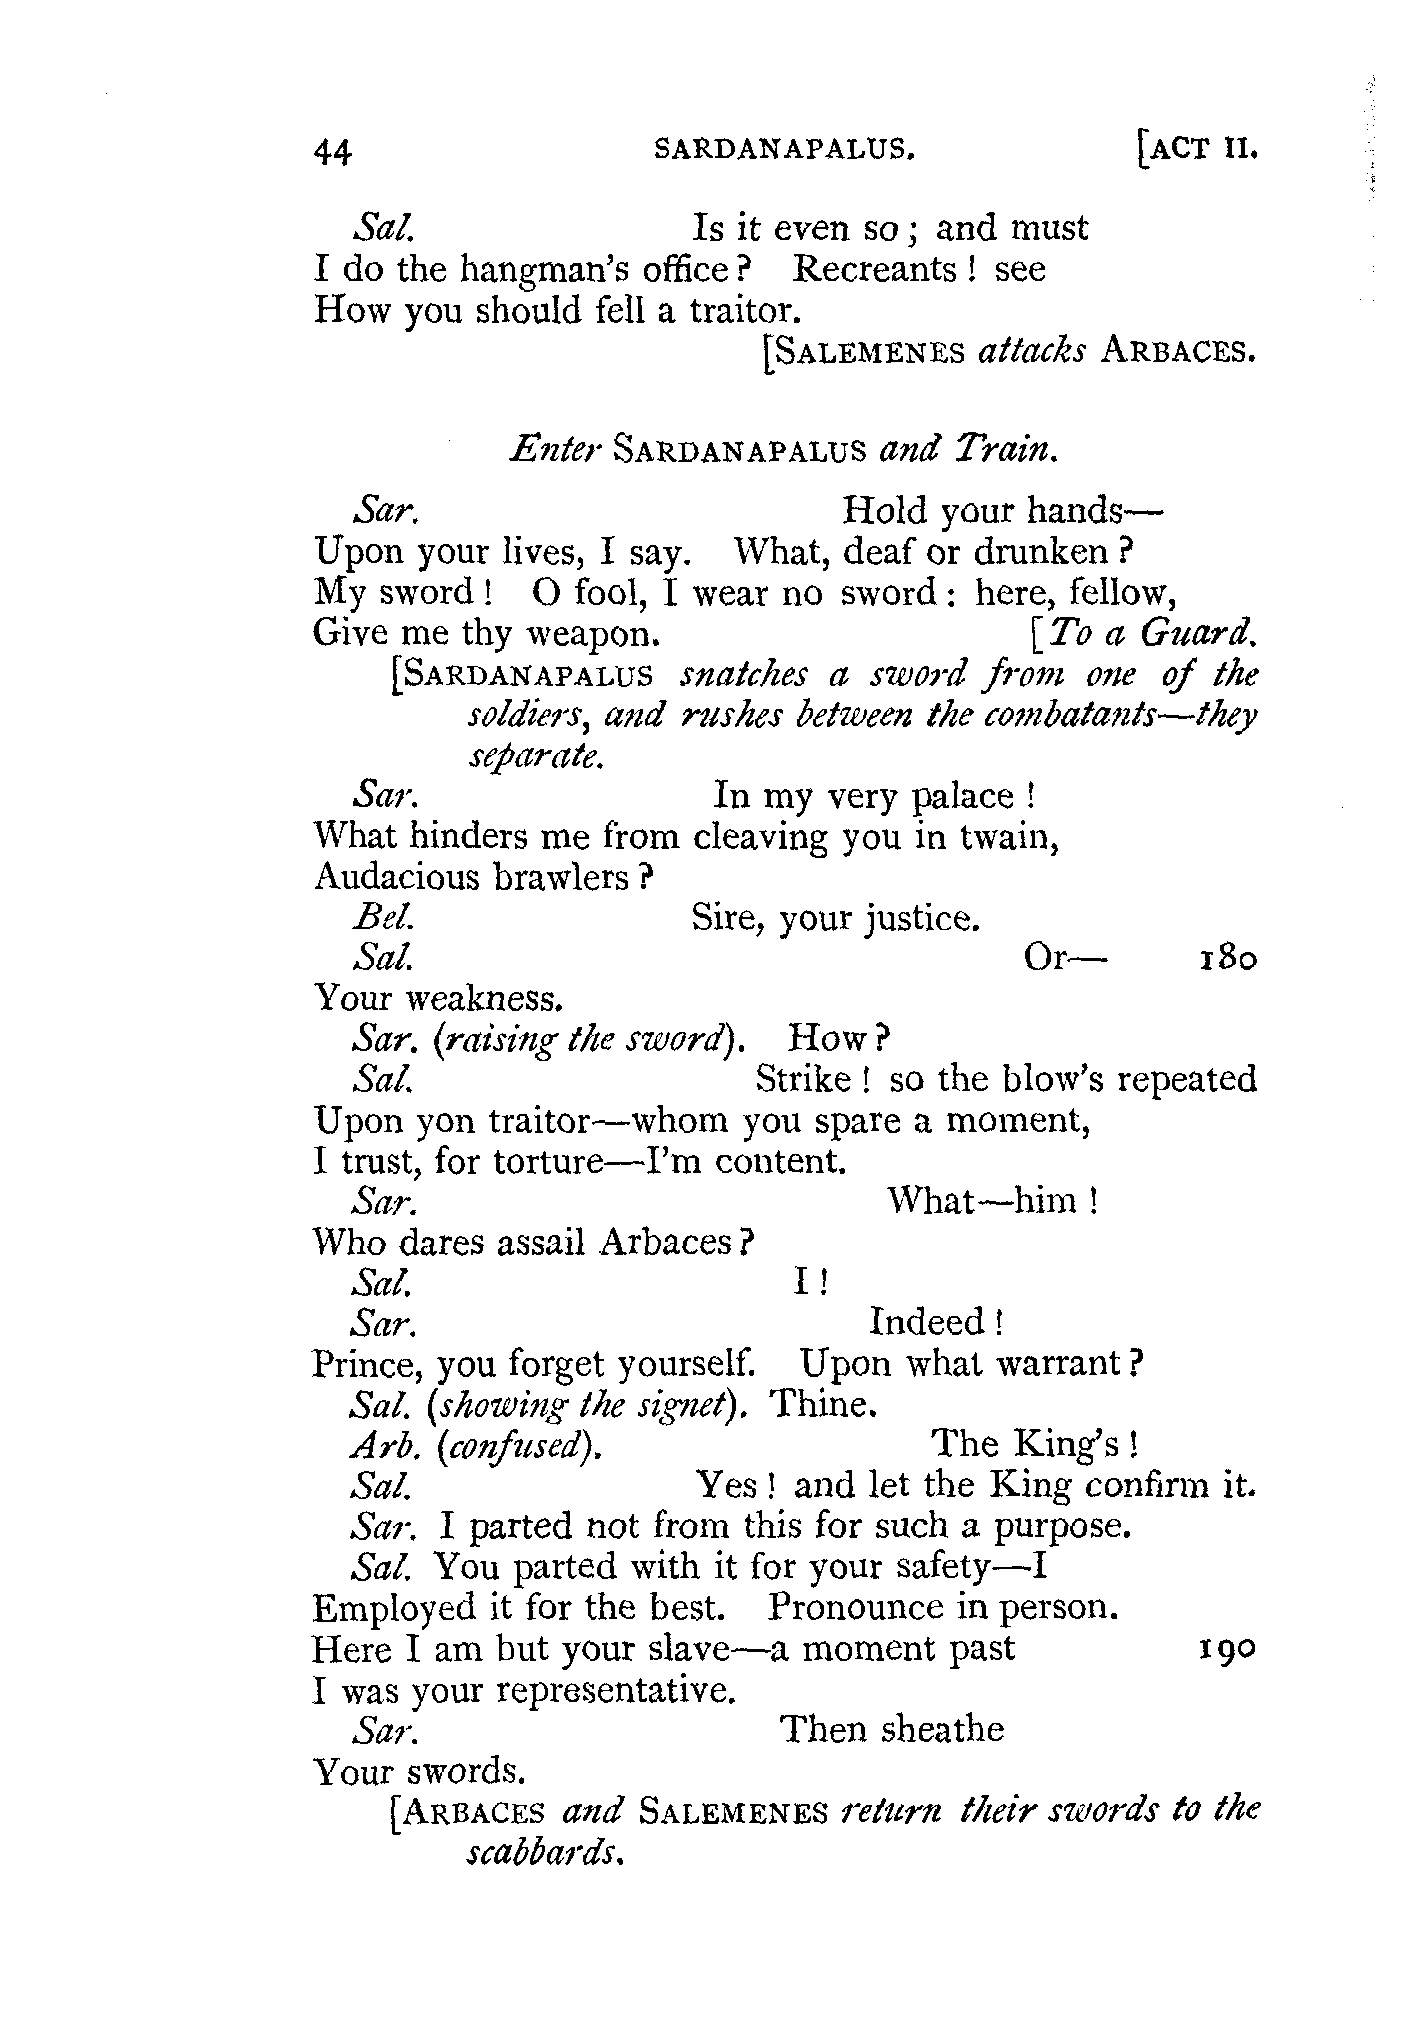 44 SARDANAPALUS. [ACT II.
Sal. Is it even so; and must
I do the hangman's office? Recreants! see
How you should fell a traitor.
[SALEMENES attacks ARBACES.
Enter SARDANAPALUS and Train.
Sar. Hold your hands—
Upon your lives, I say. What, deaf or drunken?
My sword! O fool, I wear no sword: here, fellow,
Give me thy weapon. [To a Guard.
[SARDANAPALUS snatches a sword from one of the
soldiers, and rushes between the combatants—they
separate.
Sar. In my very palace!
What hinders me from cleaving you in twain,
Audacious brawlers?
Bel. Sire, your justice.
Sal. Or— 180
Your weakness.
Sar. (raising the sword). How?
Sal. Strike! so the blow's repeated
Upon yon traitor—whom you spare a moment,
I trust, for torture—I'm content.
Sar. What—him!
Who dares assail Arbaces?
Sal. I!
Sar. Indeed!
Prince, you forget yourself. Upon what warrant?
Sal. (showing the signet). Thine.
Arb. (confused). The King's!
Sal. Yes! and let the King confirm it.
Sar. I parted not from this for such a purpose.
Sal. You parted with it for your safety—I
Employed it for the best. Pronounce in person.
Here I am but your slave—a moment past 190
I was your representative.
Sar. Then sheathe
Your swords.
[ARBACES and SALEMENES return their swords to the
scabbards.